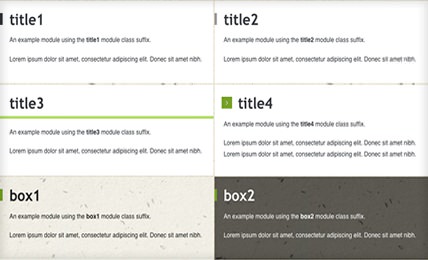 title1
An example module using the title1 module class suffix.
Lorem ipsum dolor sit amet, consectetur adipiscing elit. Donec sit amet nibh.
title2
An example module using the title2 module class suffix.
Lorem ipsum dolor sit amet, consectetur adipiscing elit. Donec sit amet nibh.
title3
An example module using the title3 module class suffix.
Lorem ipsum dolor sit amet, consectetur adipiscing elit. Donec sit amet nibh.
title4
An example module using the title4 module class suffix.
Lorem ipsum dolor sit amet, consectetur adipiscing elit. Donec sit amet nibh.
Lorem ipsum dolor sit amet, consectetur adipiscing elit. Donec sit amet nibh.
box1
An example module using the box1 module class suffix.
Lorem ipsum dolor sit amet, consectetur adipiscing elit. Donec sit amet nibh.
box2
An example module using the box2 module class suffix.
Lorem ipsum dolor sit amet, consectetur adipiscing elit. Donec sit amet nibh.